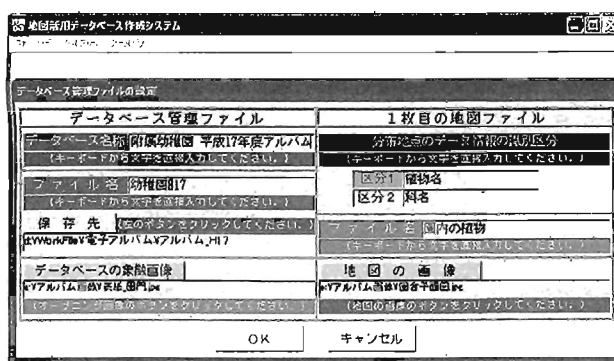 地図活用データベース作成システム
データベース管理ファイルの設定
データベース管理ファイル
1枚目の地図ファイル
データベース名称 附属幼稚園 平成17年度アルバム
(キーボードから文字を直接入力してください。)
分布地点のデータ情報の識別区分
(キーボードから文字を直接入力してください。)
ファイル名 幼稚園H17
(キーボードから文字を直接入力してください。)
区分1 植物名
区分2 科名
保存先 (左のボタンをクリックしてください。)
ファイル名 園内の植物
(キーボードから文字を直接入力してください。)
データベースの象徴画像
地図の画像
(地図の画像のボタンをクリックしてください。)
OK キャンセル